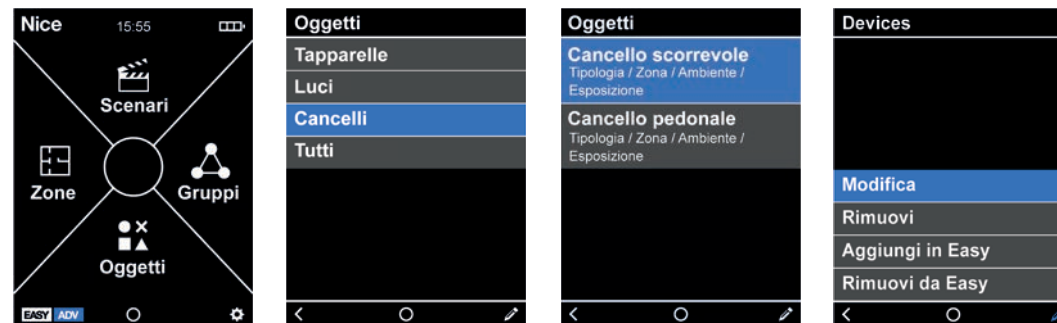 Nice 15:55
Scenari
Zone
Gruppi
Oggetti
EASY ADV
Oggetti
Tapparelle
Luci
Cancelli
Tutti
Oggetti
Cancello scorrevole
Tipologia / Zona / Ambiente /
Esposizione
Cancello pedonale
Tipologia / Zona / Ambiente /
Esposizione
Devices
Modifica
Rimuovi
Aggiungi in Easy
Rimuovi da Easy